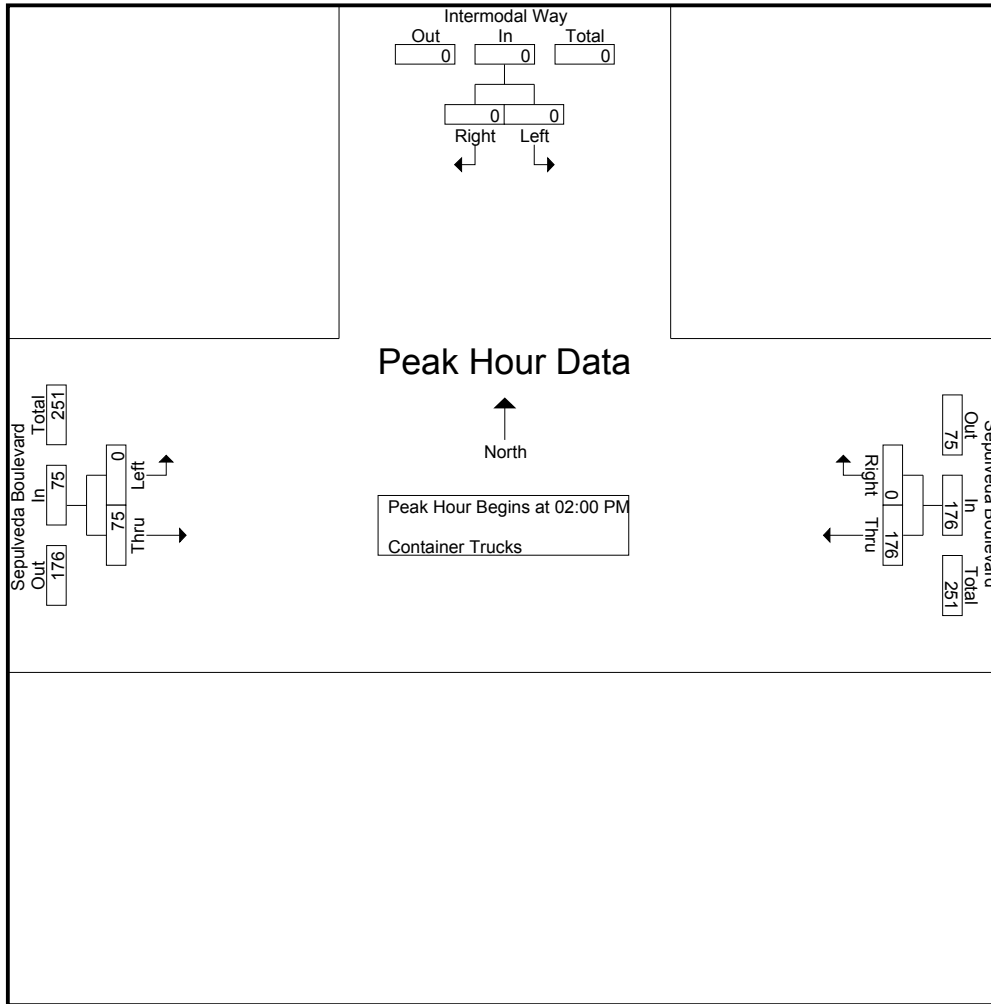 Intermodal Way
Out In Total
0 0 0
0 0
Right Left
Peak Hour Data
North
Peak Hour Begins at 02:00 PM
Container Trucks
Sepulveda Boulevard
Total In Out
251 75 176
0 75
Left Thru
Sepulveda Boulevard
Out In Total
75 176 251
Right Thru
0 176